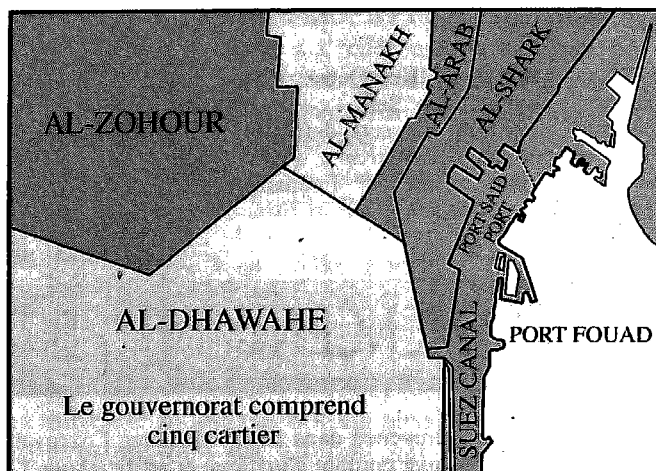 AL-ZOHOUR
AL-MANAKH
AL-ARAB
AL-SHARK
PORT SAID
PORT
AL-DHAWAHE
SUEZ CANAL
PORT FOUAD
Le gouvernorat comprend
cinq cartier